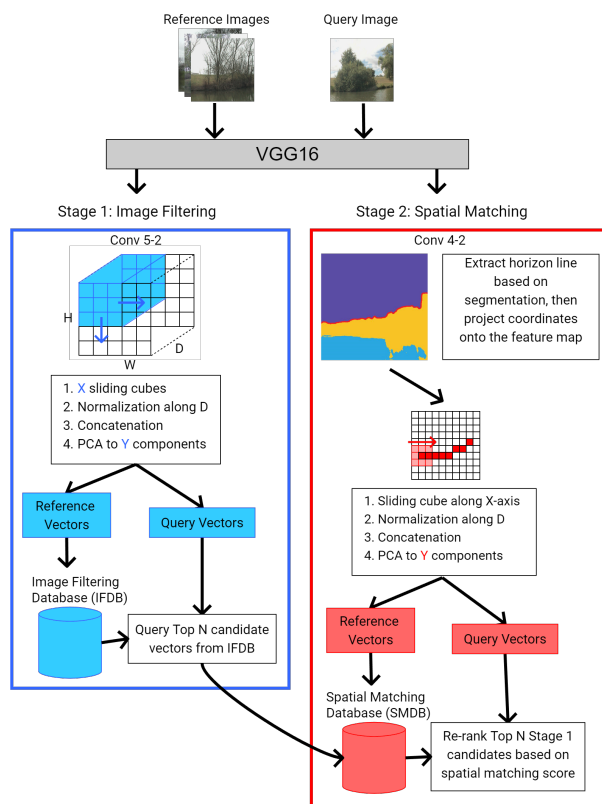 Reference Images
Query Image
VGG16
Stage 1: Image Filtering
Stage 2: Spatial Matching
Conv 5-2
H
D
W
1. X sliding cubes
2. Normalization along D
3. Concatenation
4. PCA to Y components
Reference
Vectors
Query Vectors
Image Filtering
Database (IFDB)
Query Top N candidate
vectors from IFDB
Conv 4-2
Extract horizon line
based on
segmentation, then
project coordinates
onto the feature map
1. Sliding cube along X-axis
2. Normalization along D
3. Concatenation
4. PCA to Y components
Reference
Vectors
Query Vectors
Spatial Matching
Database (SMDB)
Re-rank Top N Stage 1
candidates based on
spatial matching score